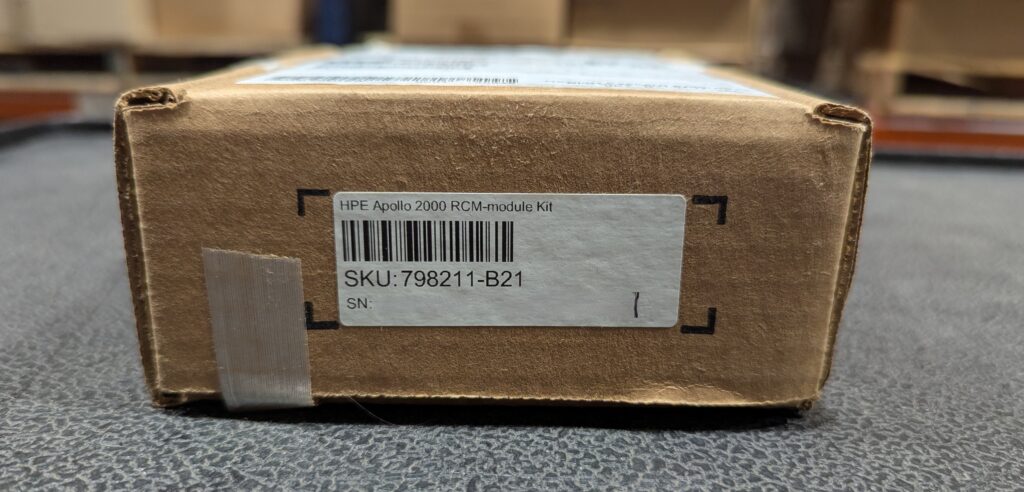 HPE Apollo 2000 RCM-module Kit
SKU:798211-B21
SN: